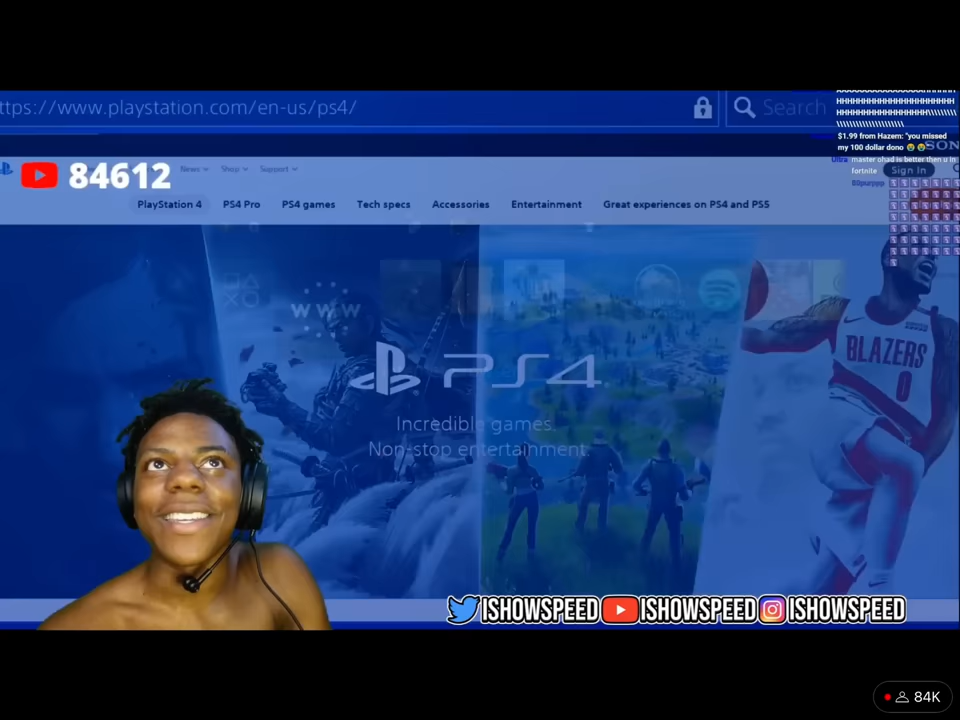 ttps://www.playstation.com/en-us/ps4/
Search
SONY
$1.99 from Hazem: "you missed
my 100 dollar dono
Ultra master ohad is better then u in
fortnite
Sign In
84612
News
Shop
Support
PlayStation 4
PS4 Pro
PS4 games
Tech specs
Accessories
Entertainment
Great experiences on PS4 and PS5
WWW
PS4
BLAZERS
0
Incredible games.
Non-stop entertainment.
ISHOWSPEED
ISHOWSPEED
ISHOWSPEED
84K